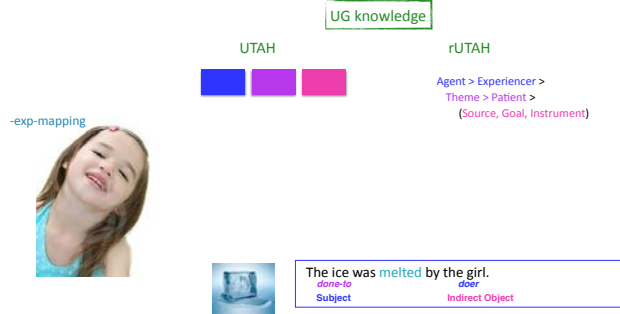 UG knowledge
UTAH
rUTAH
Agent > Experiencer >
Theme > Patient >
(Source, Goal, Instrument)
-exp-mapping
The ice was melted by the girl.
done-to doer
Subject Indirect Object